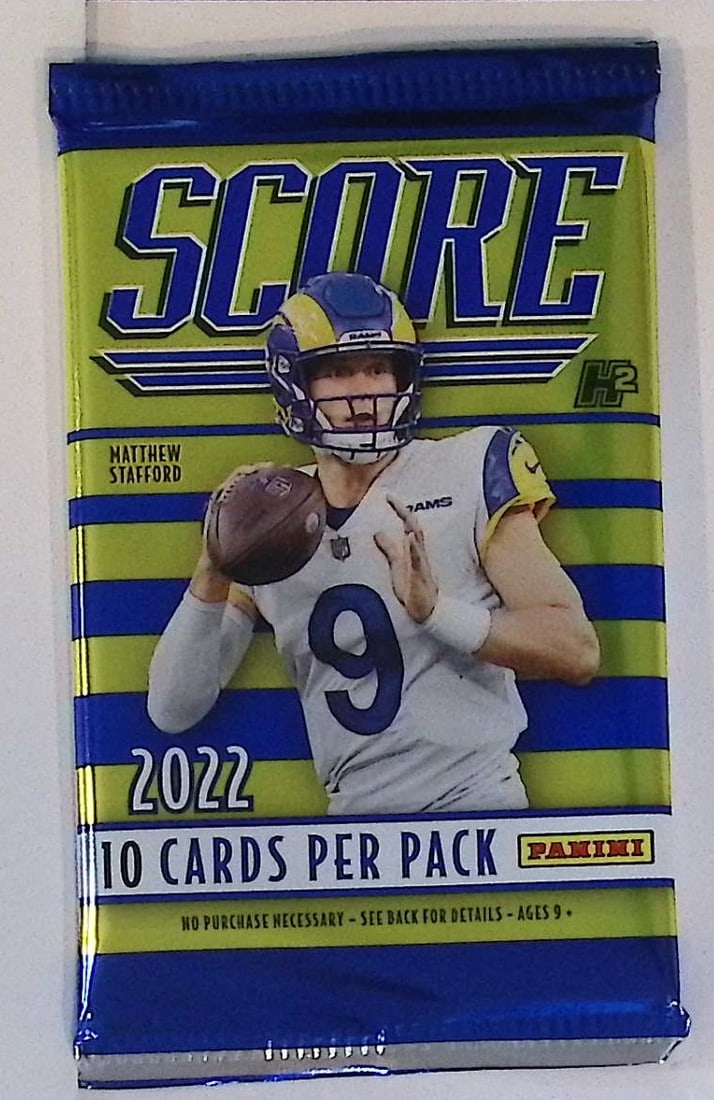 SCORE
RAMS
H2
MATTHEW
STAFFORD
RAMS
9
2022
10 CARDS PER PACK
PANINI
NO PURCHASE NECESSARY - SEE BACK FOR DETAILS - AGES 9+